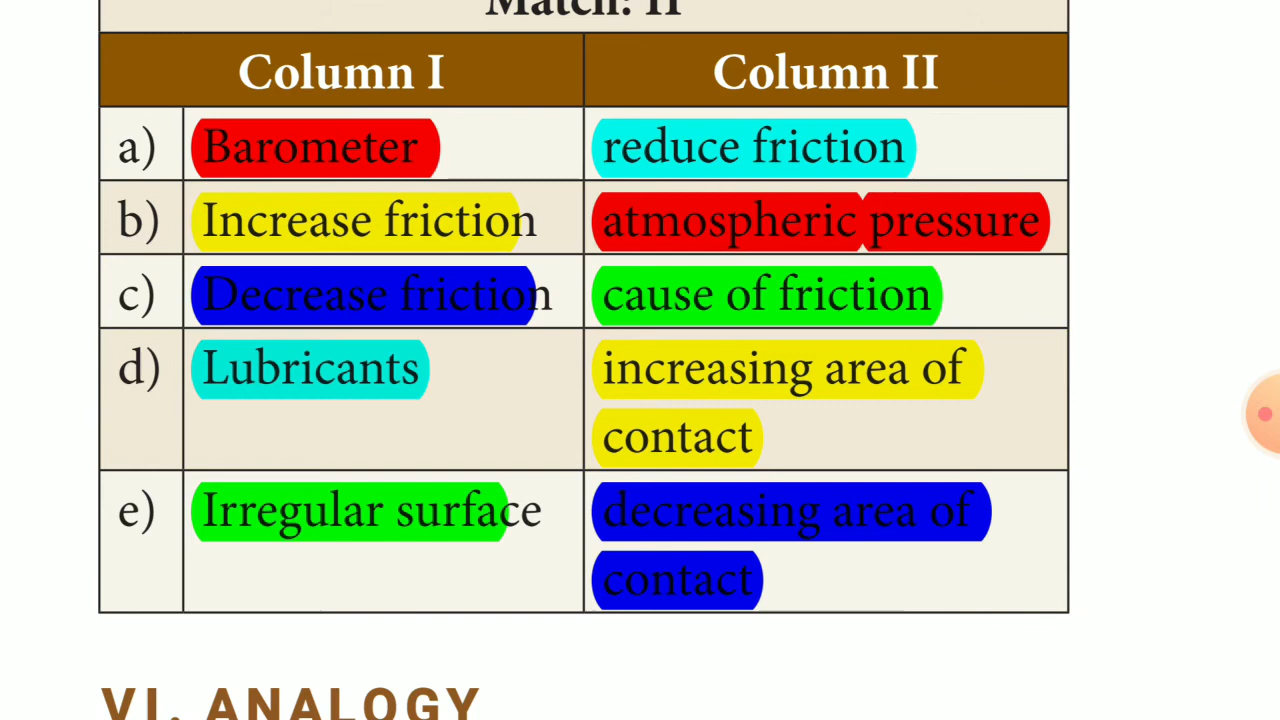 Match: II
Column I Column II
a) Barometer reduce friction
b) Increase friction atmospheric pressure
c) Decrease friction cause of friction
d) Lubricants increasing area of
contact
e) Irregular surface decreasing area of
contact
VI. ANALOGY